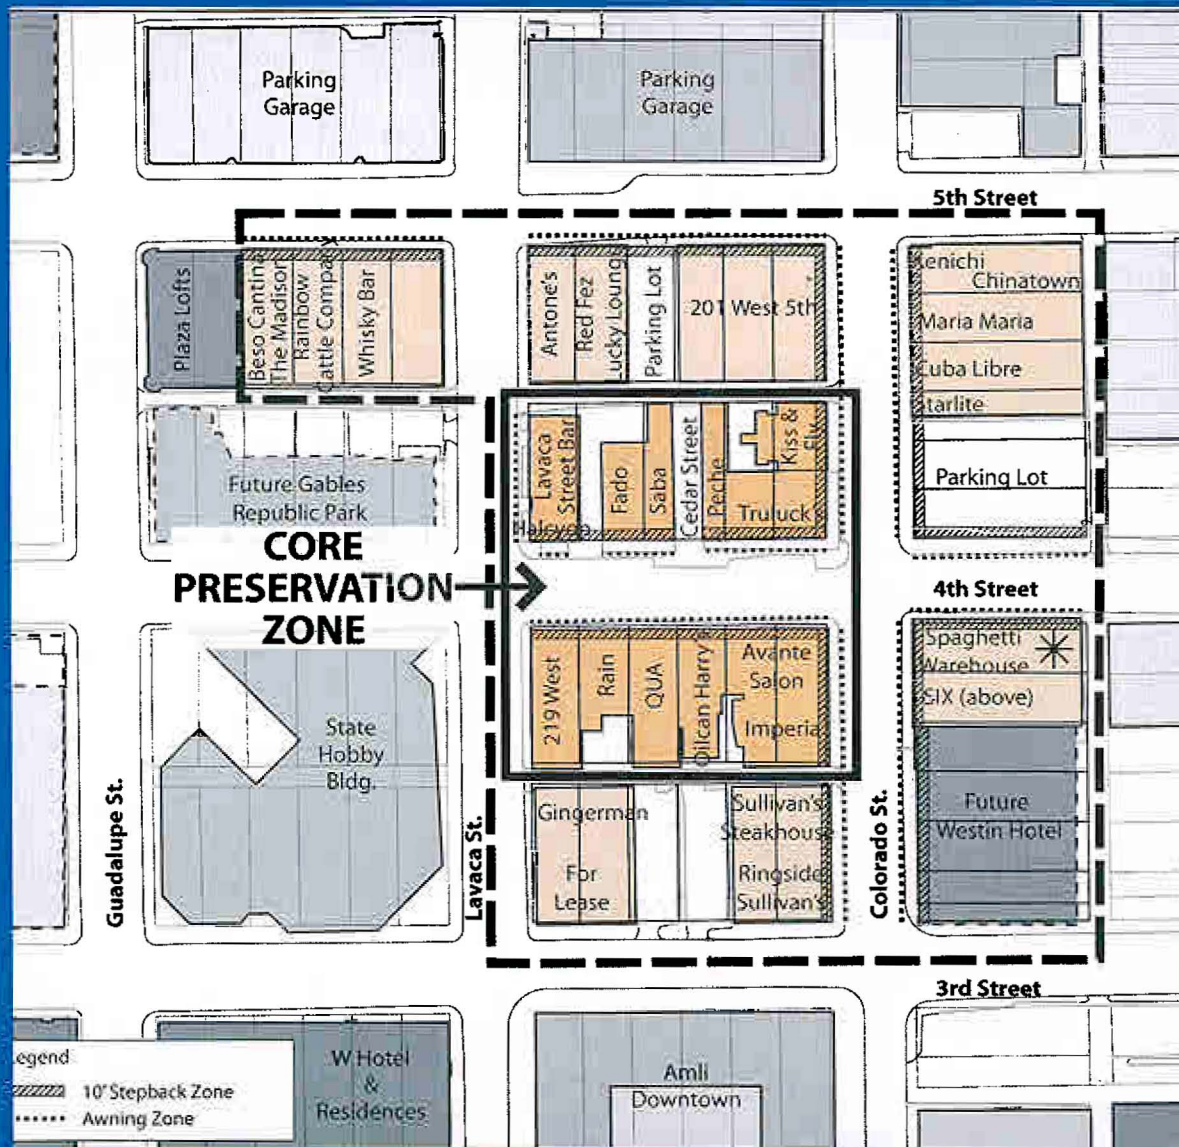 Parking
Garage
Parking
Garage
5th Street
Plaza Lofts
Beso Cantina
The Madison
Rainbow
Cattle Company
Whisky Bar
Antone's
Red Fez
Lucky Lounge
Parking Lot
201 West 5th
Kenichi
Chinatown
Maria Maria
Cuba Libre
Starlite
Parking Lot
Future Gables
Republic Park
Lavaca
Street Bar
Halcyon
Fado
Saba
Cedar Street
Peche
Kiss &
Fly
Truluck's
CORE
PRESERVATION
ZONE
4th Street
219 West
Rain
QUA
Oilcan Harry's
Avante
Salon
Imperia
Spaghetti
Warehouse
SIX (above)
State
Hobby
Bldg.
Guadalupe St.
Lavaca St.
Gingerman
For
Lease
Sullivan's
Steakhouse
Ringside
Sullivan's
Colorado St.
Future
Westin Hotel
3rd Street
Legend
10' Stepback Zone
Awning Zone
W Hotel
&
Residences
Amli
Downtown